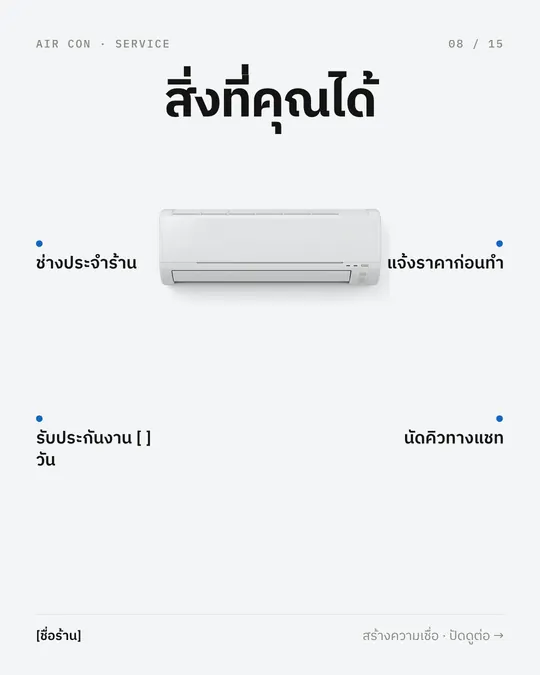 AIR CON · SERVICE
08 / 15
สิ่งที่คุณได้
ช่างประจำร้าน
แจ้งราคาก่อนทำ
รับประกันงาน [ ]
วัน
นัดคิวทางแชท
[ชื่อร้าน]
สร้างความเชื่อ · ปัดดูต่อ →